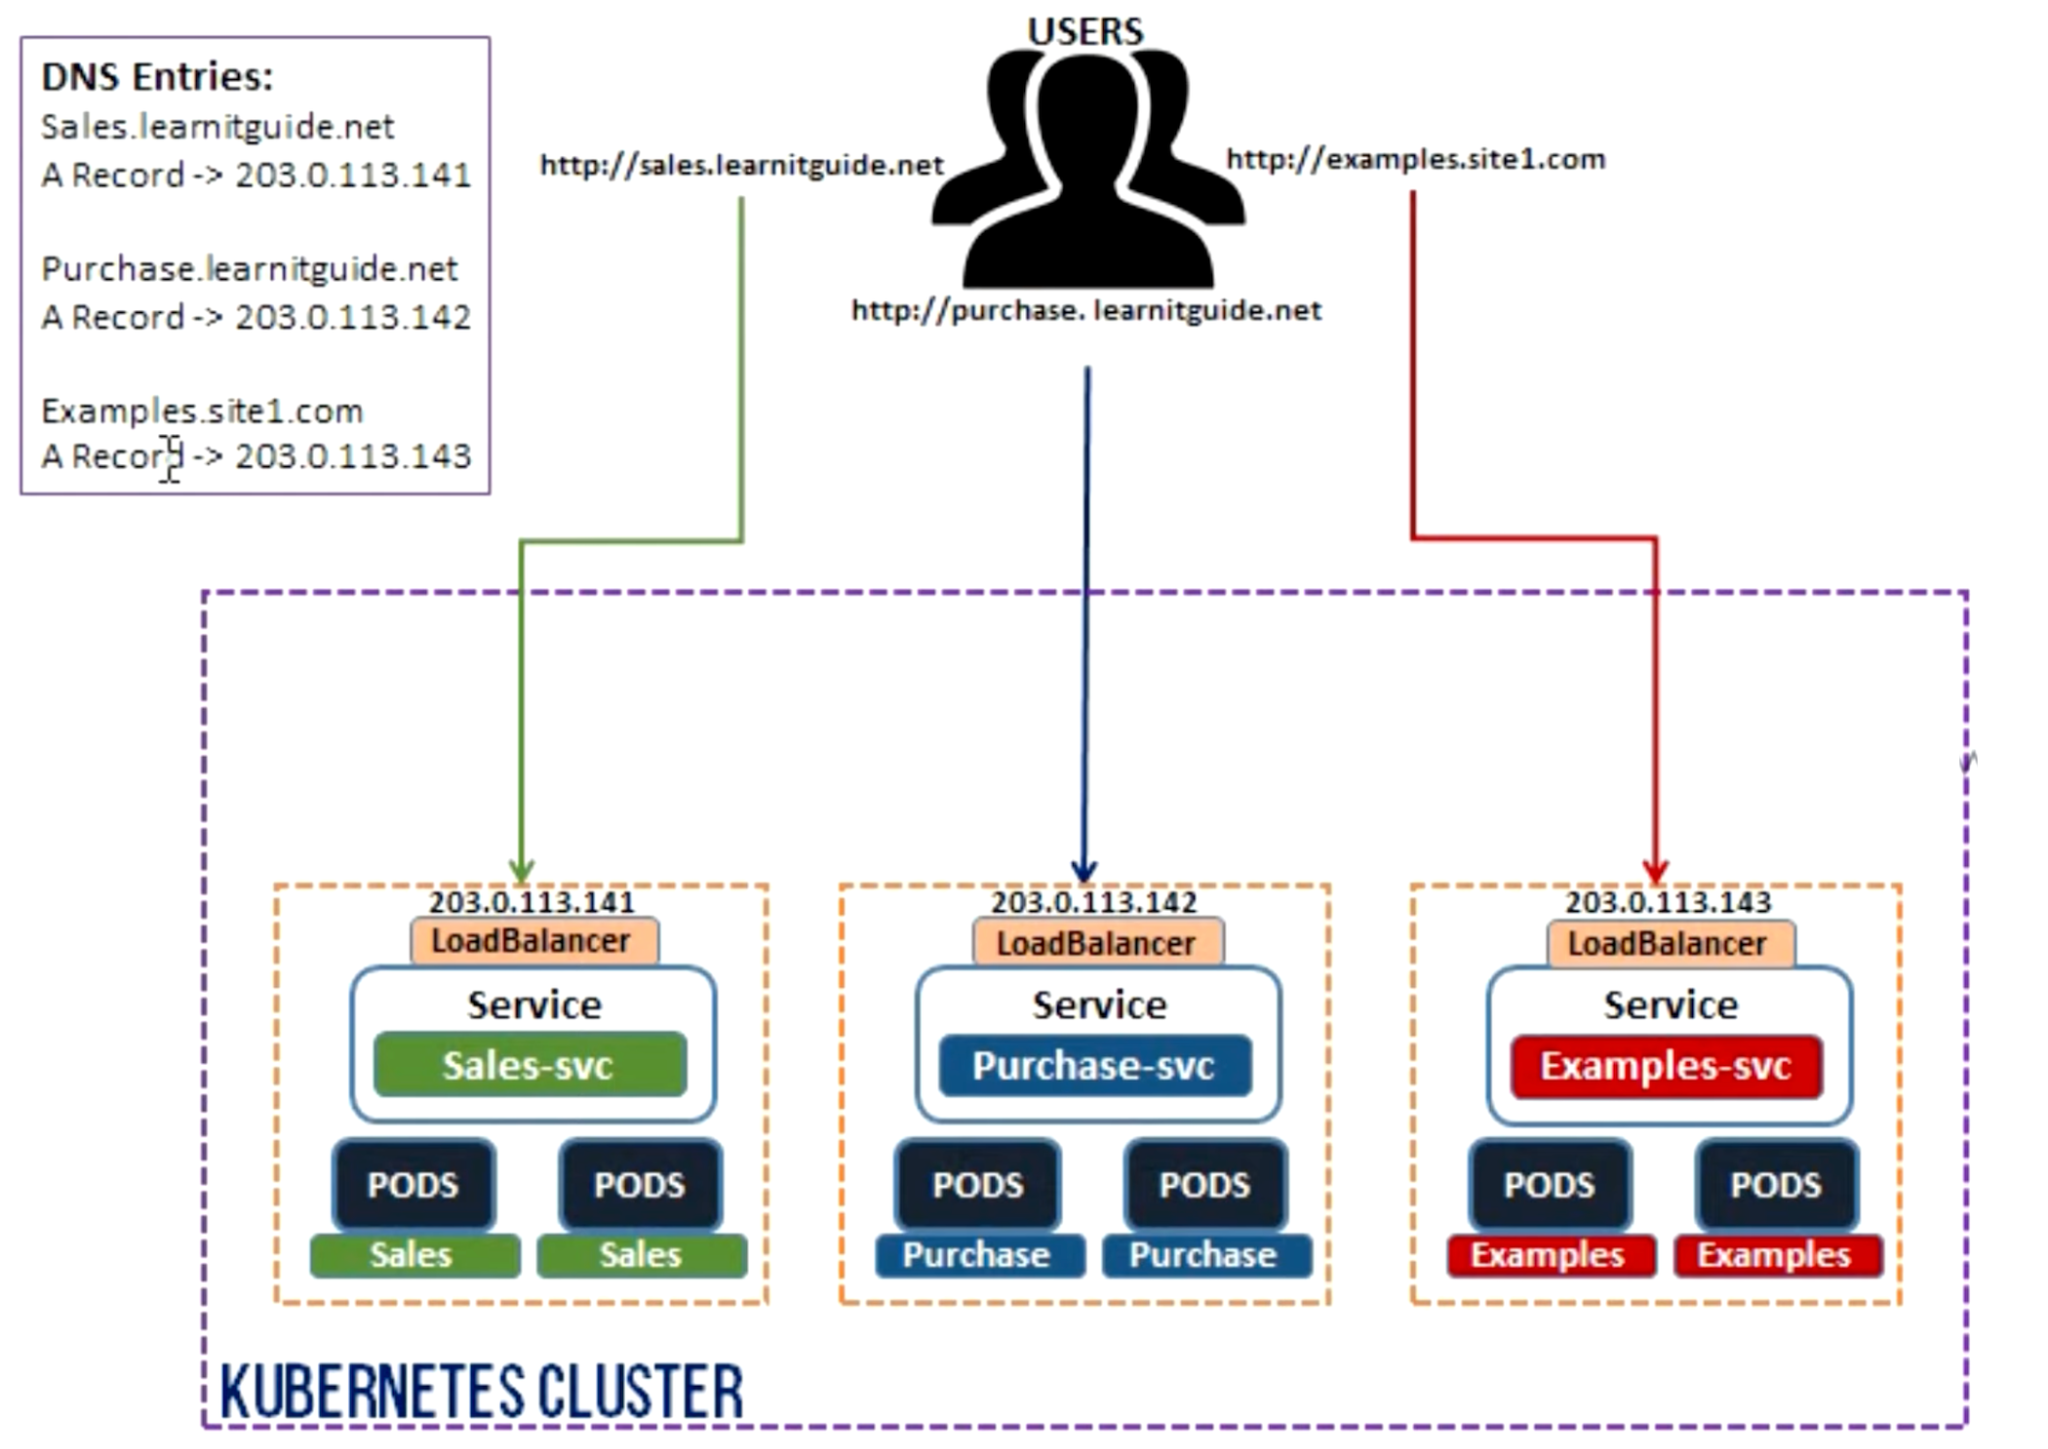 USERS
DNS Entries:
Sales.learnitguide.net
A Record -> 203.0.113.141
Purchase.learnitguide.net
A Record -> 203.0.113.142
Examples.site1.com
A Record -> 203.0.113.143
http://sales.learnitguide.net
http://examples.site1.com
http://purchase. learnitguide.net
203.0.113.141
LoadBalancer
Service
Sales-svc
PODS
PODS
Sales
Sales
203.0.113.142
LoadBalancer
Service
Purchase-svc
PODS
PODS
Purchase
Purchase
203.0.113.143
LoadBalancer
Service
Examples-svc
PODS
PODS
Examples
Examples
KUBERNETES CLUSTER